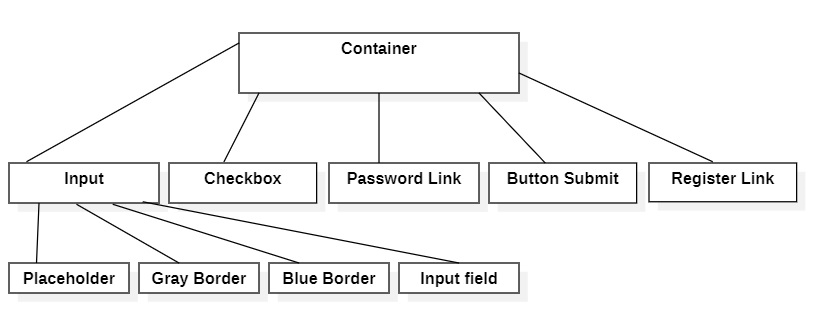 Container
Input
Checkbox
Password Link
Button Submit
Register Link
Placeholder
Gray Border
Blue Border
Input field